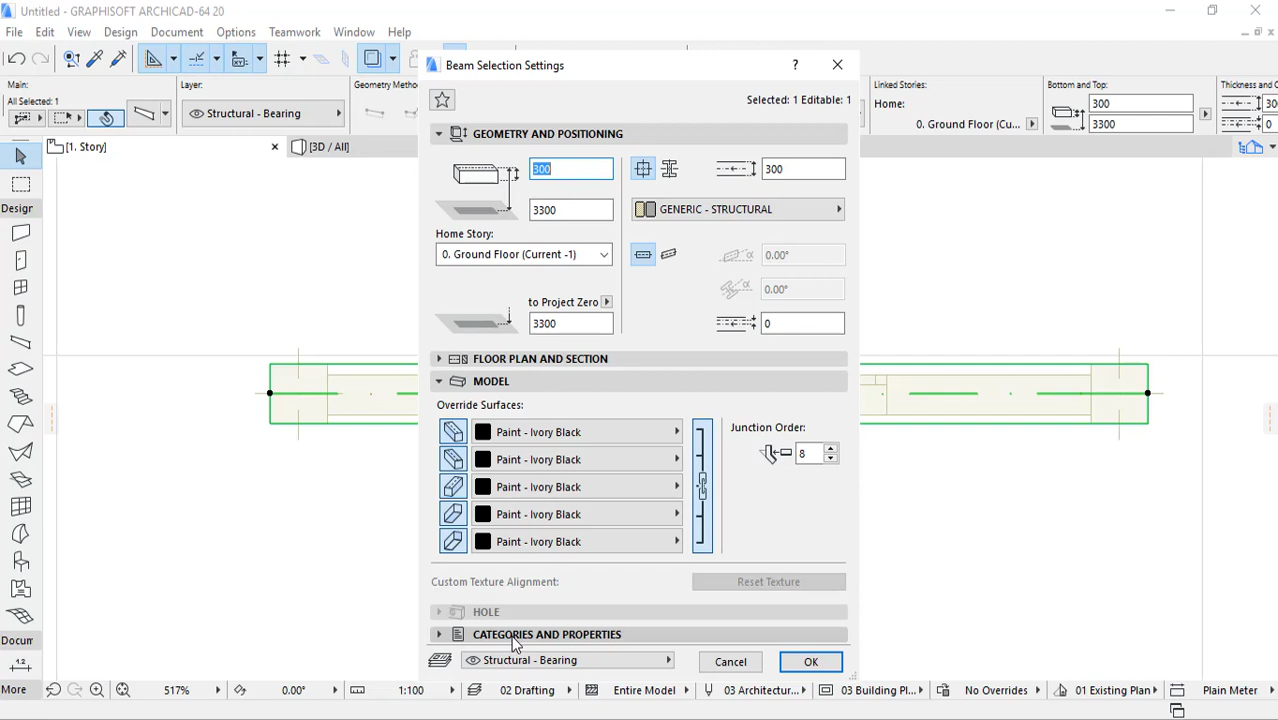 Untitled - GRAPHISOFT ARCHICAD-64 20
File Edit View Design Document Options Teamwork Window Help
Main:
All Selected: 1
Layer:
Structural - Bearing
Geometry Method
Linked Stories:
Home:
0. Ground Floor (Cu...
Bottom and Top:
300
3300
Thickness and C
30
0
[1. Story]
[3D / All]
Design
Docum
More
Beam Selection Settings
?
Selected: 1 Editable: 1
GEOMETRY AND POSITIONING
300
300
3300
GENERIC - STRUCTURAL
Home Story:
0. Ground Floor (Current -1)
0.00°
0.00°
to Project Zero
3300
0
FLOOR PLAN AND SECTION
MODEL
Override Surfaces:
Paint - Ivory Black
Paint - Ivory Black
Paint - Ivory Black
Paint - Ivory Black
Paint - Ivory Black
Junction Order:
8
Custom Texture Alignment:
Reset Texture
HOLE
CATEGORIES AND PROPERTIES
Structural - Bearing
Cancel
OK
517%
0.00°
1:100
02 Drafting
Entire Model
03 Architectur...
03 Building Pl...
No Overrides
01 Existing Plan
Plain Meter